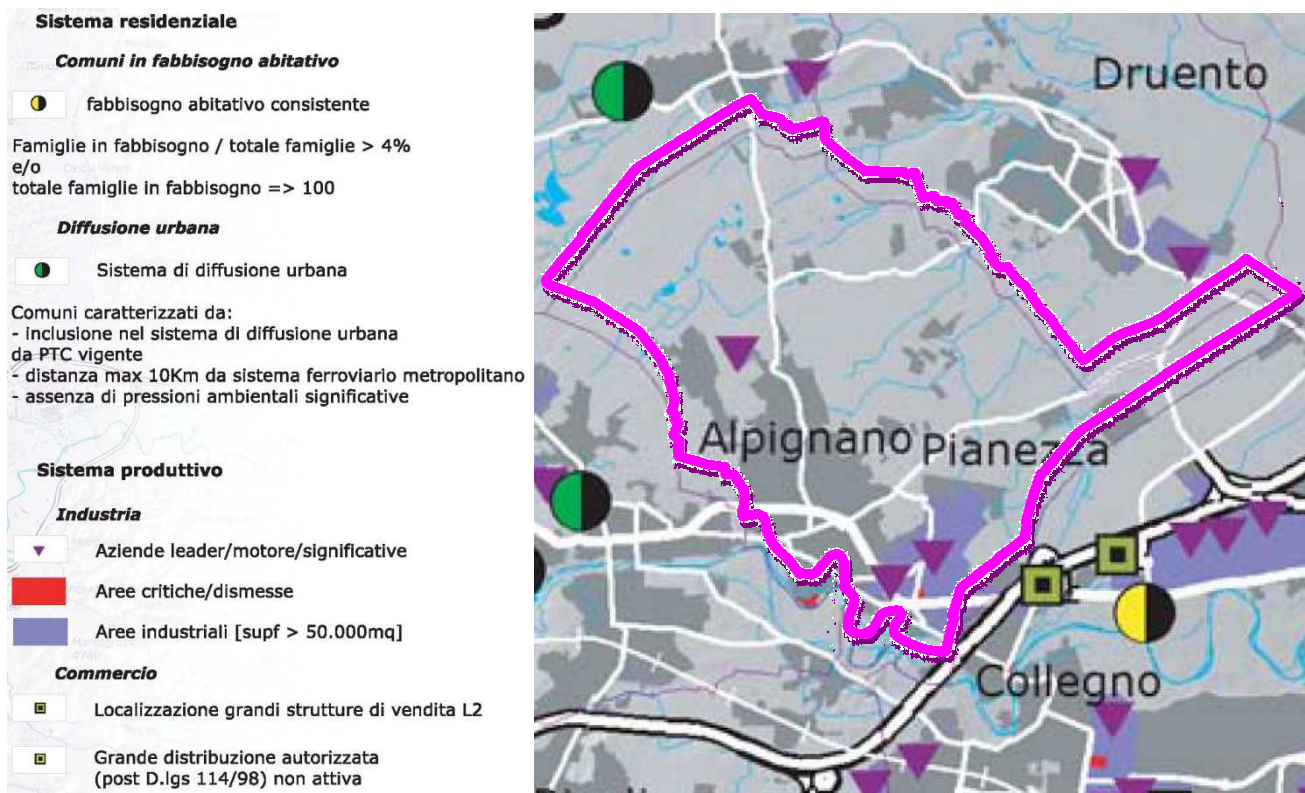 Sistema residenziale
Comuni in fabbisogno abitativo
fabbisogno abitativo consistente
Famiglie in fabbisogno / totale famiglie > 4%
e/o
totale famiglie in fabbisogno => 100
Diffusione urbana
Sistema di diffusione urbana
Comuni caratterizzati da:
- inclusione nel sistema di diffusione urbana
da PTC vigente
- distanza max 10Km da sistema ferroviario metropolitano
- assenza di pressioni ambientali significative
Sistema produttivo
Industria
Aziende leader/motore/significative
Aree critiche/dismesse
Aree industriali [supf > 50.000mq]
Commercio
Localizzazione grandi strutture di vendita L2
Grande distribuzione autorizzata
(post D.lgs 114/98) non attiva
Druento
Alpignano
Pianezza
Collegno